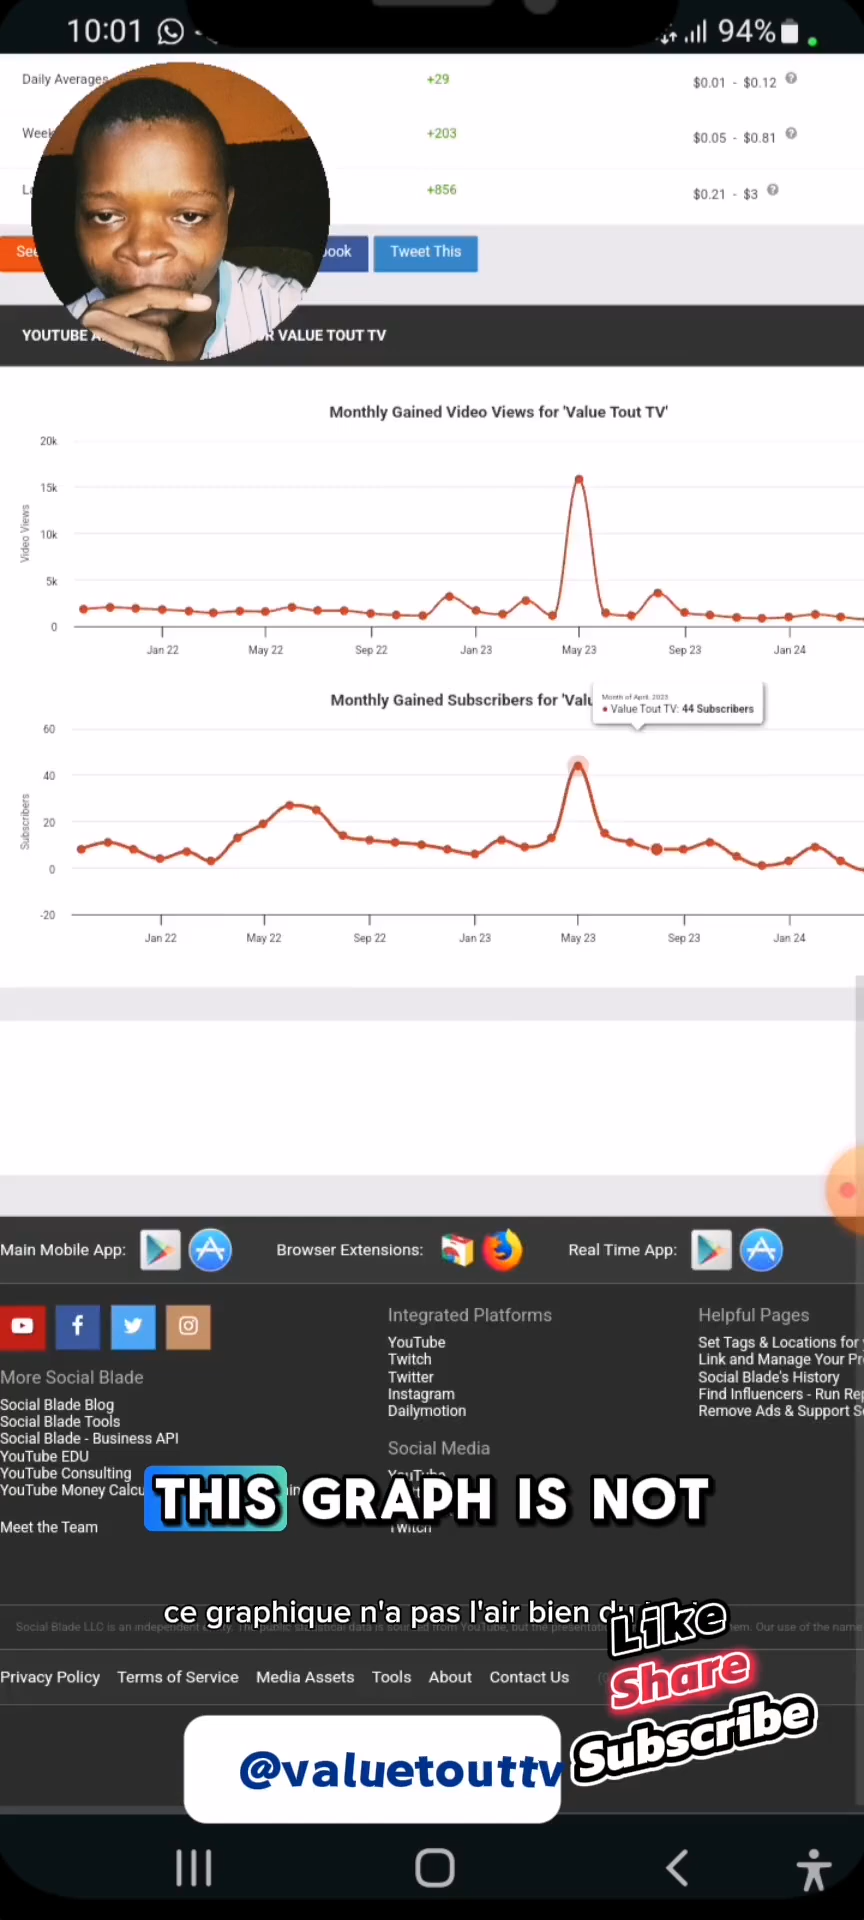 10:01
94%
Daily Averages
+29
$0.01 - $0.12
+203
$0.05 - $0.81
+856
$0.21 - $3
Tweet This
YOUTUBE
VALUE TOUT TV
Monthly Gained Video Views for 'Value Tout TV'
Video Views
20k
15k
10k
5k
0
Jan 22 May 22 Sep 22 Jan 23 May 23 Sep 23 Jan 24
Monthly Gained Subscribers for
Month of April, 2023
Value Tout TV: 44 Subscribers
Subscribers
60
40
20
0
-20
Jan 22 May 22 Sep 22 Jan 23 May 23 Sep 23 Jan 24
Main Mobile App: Browser Extensions: Real Time App:
Integrated Platforms
YouTube
Twitch
Twitter
Instagram
Dailymotion
Social Media
Twitch
Helpful Pages
Set Tags & Locations for
Link and Manage Your
Social Blade's History
Find Influencers - Run
Remove Ads & Support
More Social Blade
Social Blade Blog
Social Blade Tools
Social Blade - Business API
YouTube EDU
YouTube Consulting
YouTube Money
Meet the Team
THIS GRAPH IS NOT
ce graphique n'a pas l'air bien
Like
Share
Subscribe
Privacy Policy Terms of Service Media Assets Tools About Contact Us
@valuetouttv